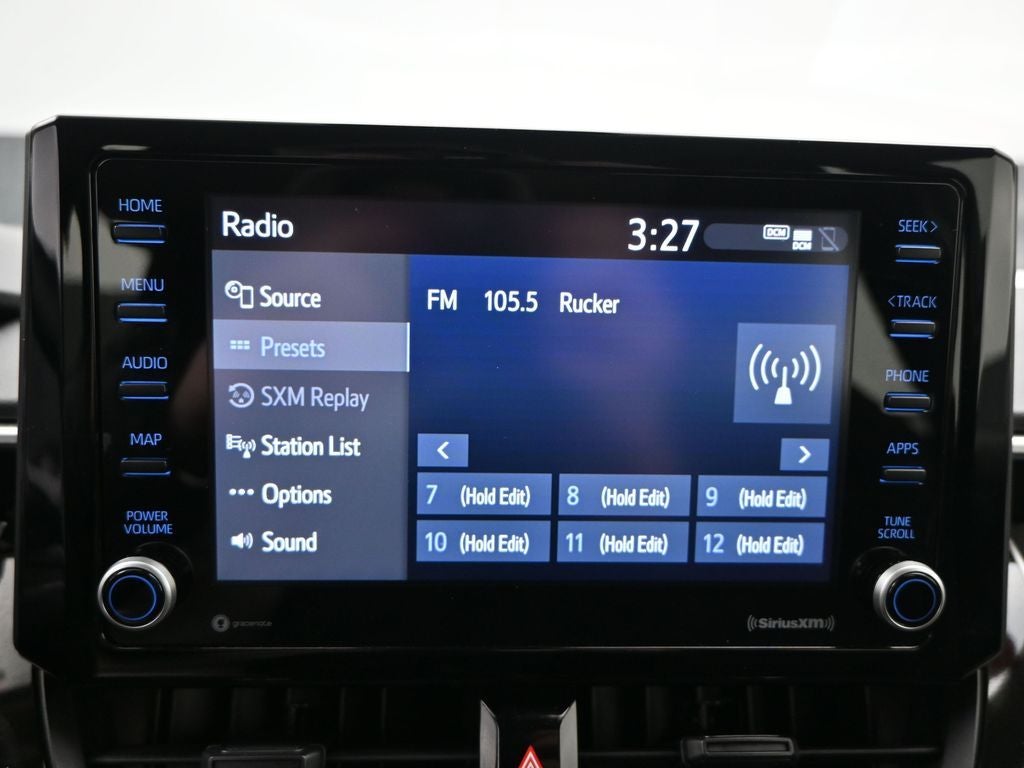 HOME
MENU
AUDIO
MAP
POWER
VOLUME
Radio
3:27
DCM
DCM
Source
Presets
SXM Replay
Station List
Options
Sound
FM 105.5 Rucker
<
>
7 (Hold Edit)
8 (Hold Edit)
9 (Hold Edit)
10 (Hold Edit)
11 (Hold Edit)
12 (Hold Edit)
SEEK>
<TRACK
PHONE
APPS
TUNE
SCROLL
gracenote
SiriusXM